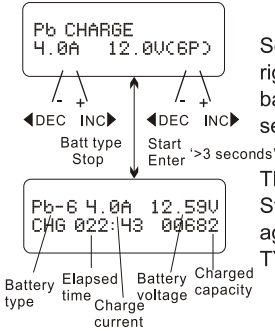 Pb CHARGE
4.0A 12.0V(6P)
- + - +
◀DEC INC▶ ◀DEC INC▶
Batt type Start
Stop Enter '>3 seconds'
Pb-6 4.0A 12.59V
CHG 022:43 00682
Battery type
Elapsed time
Charge current
Battery voltage
Charged capacity